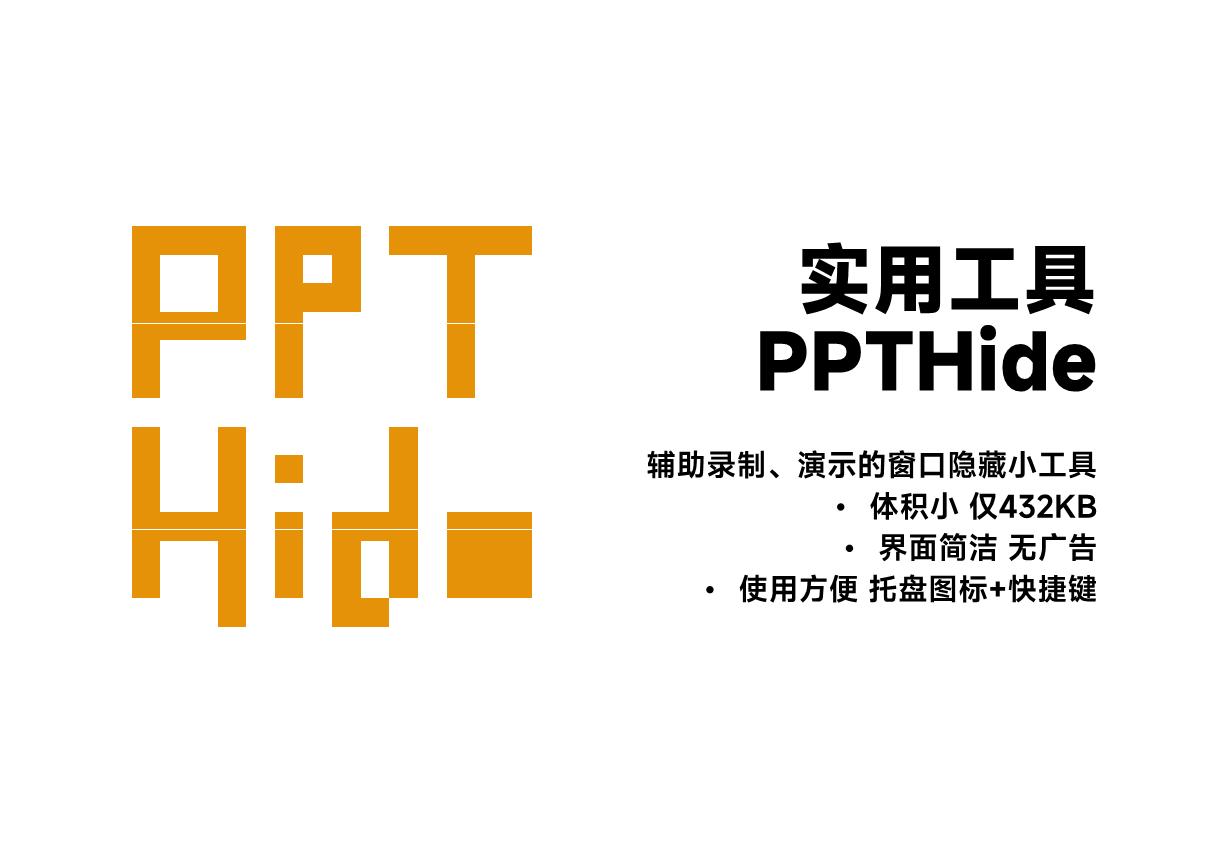 PPT
Hid
实用工具
PPTHide
辅助录制、演示的窗口隐藏小工具
• 体积小 仅432KB
• 界面简洁 无广告
• 使用方便 托盘图标+快捷键